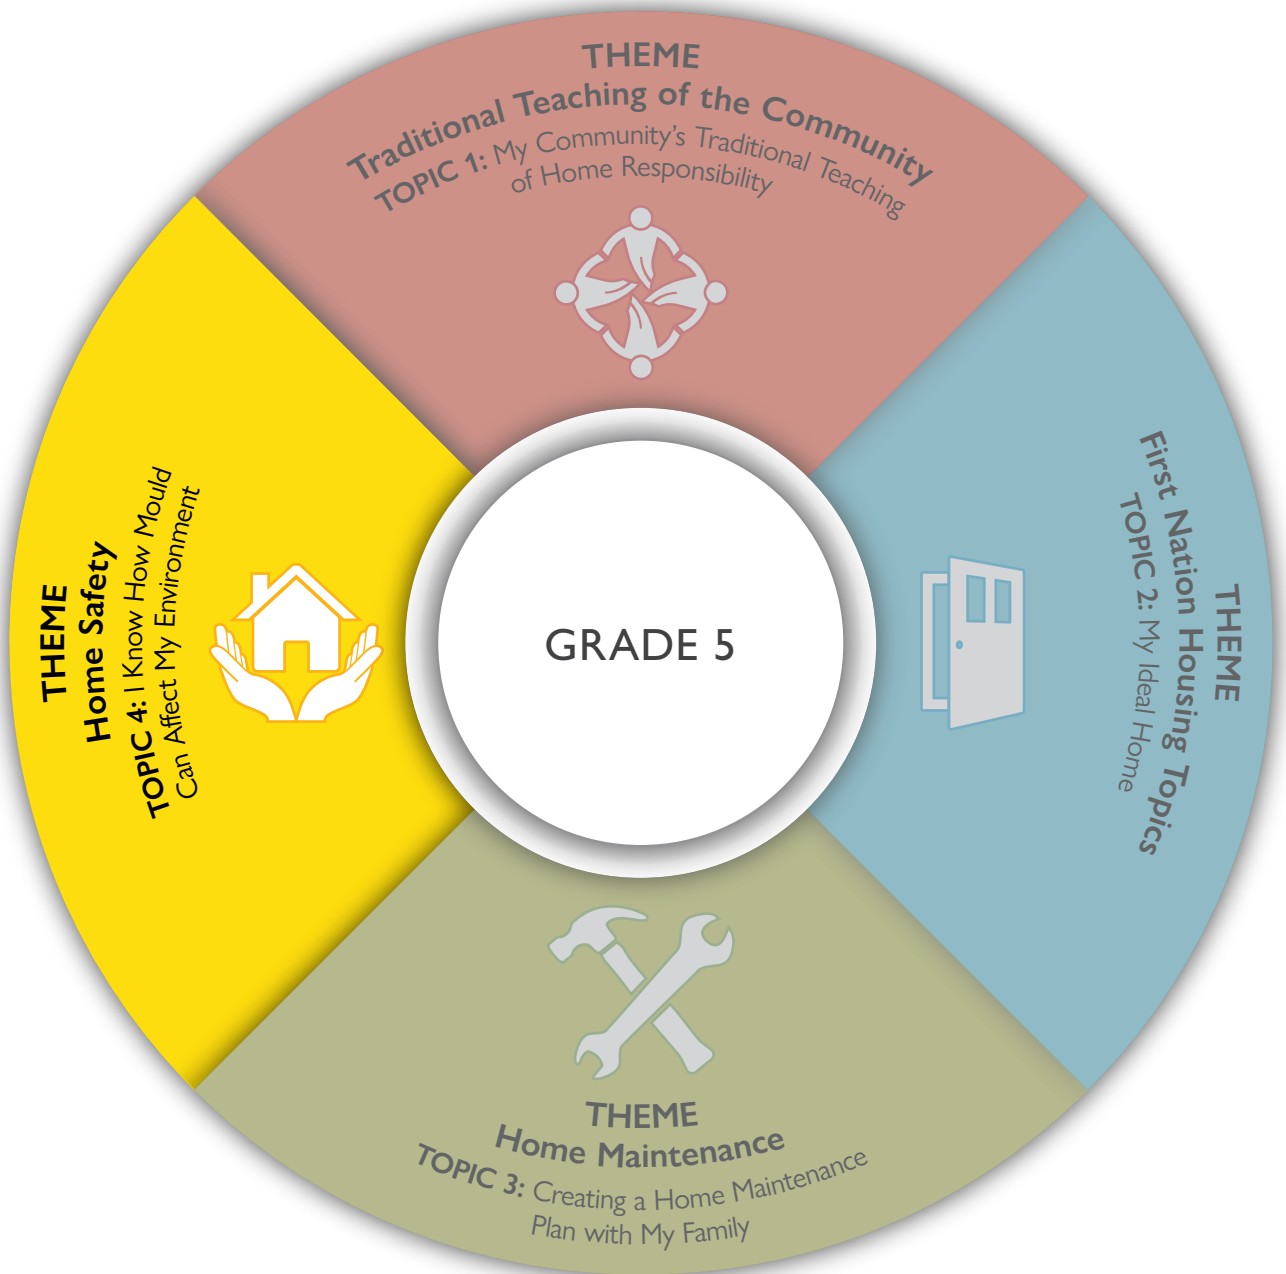 THEME
Traditional Teaching of the Community
TOPIC 1: My Community's Traditional Teaching
of Home Responsibility
THEME
First Nation Housing Topics
TOPIC 2: My Ideal Home
THEME
Home Maintenance
TOPIC 3: Creating a Home Maintenance
Plan with My Family
THEME
Home Safety
TOPIC 4: I Know How Mould
Can Affect My Environment
GRADE 5